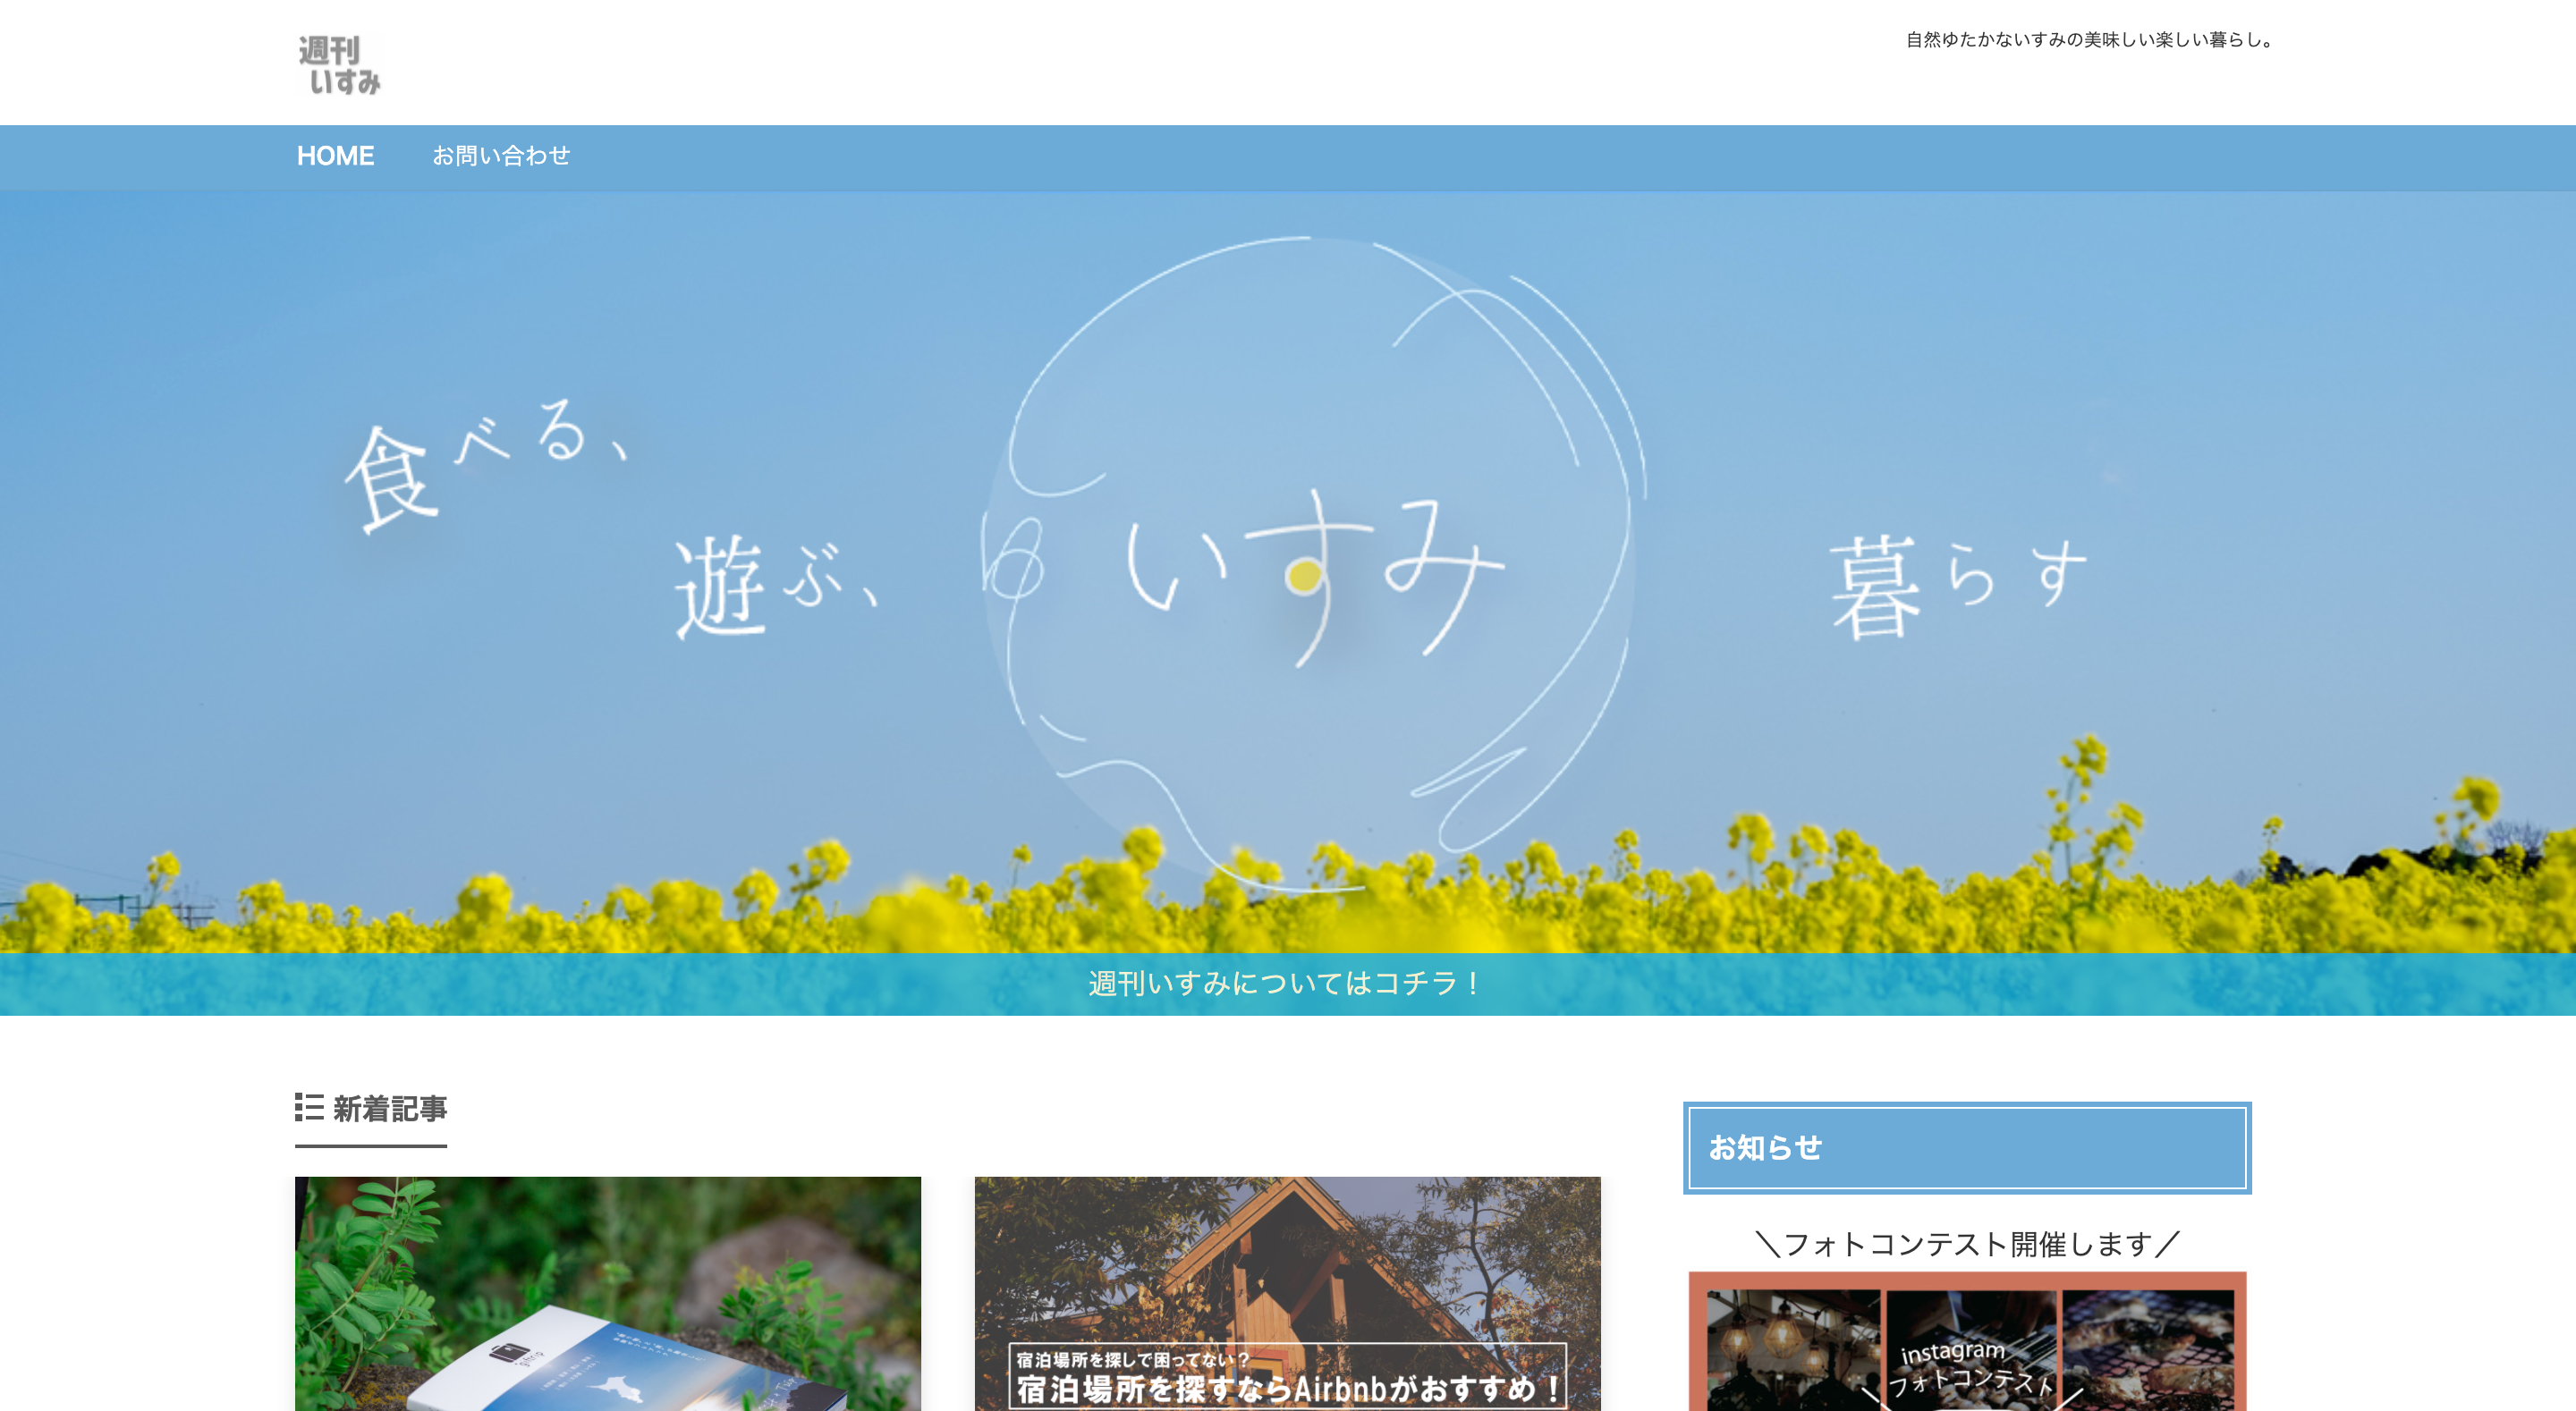 週刊
いすみ
自然ゆたかないすみの美味しい楽しい暮らし。
HOME お問い合わせ
食べる、
遊ぶ、
いすみ
暮らす
週刊いすみについてはコチラ！
新着記事
お知らせ
＼フォトコンテスト開催します／
宿泊場所を探しで困ってない？
宿泊場所を探すならAirbnbがおすすめ！
instagram
フォトコンテスト